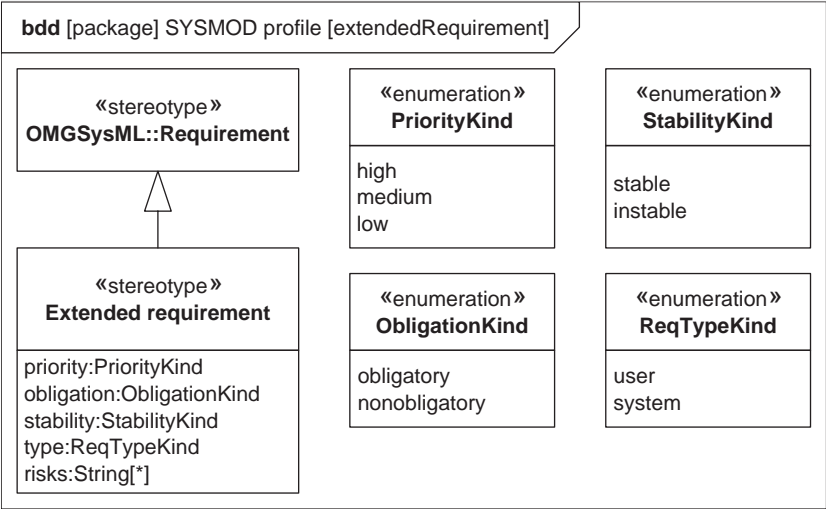 bdd [package] SYSMOD profile [extendedRequirement]
«stereotype»
OMGSysML::Requirement
«stereotype»
Extended requirement
priority:PriorityKind
obligation:ObligationKind
stability:StabilityKind
type:ReqTypeKind
risks:String[*]
«enumeration»
PriorityKind
high
medium
low
«enumeration»
StabilityKind
stable
instable
«enumeration»
ObligationKind
obligatory
nonobligatory
«enumeration»
ReqTypeKind
user
system